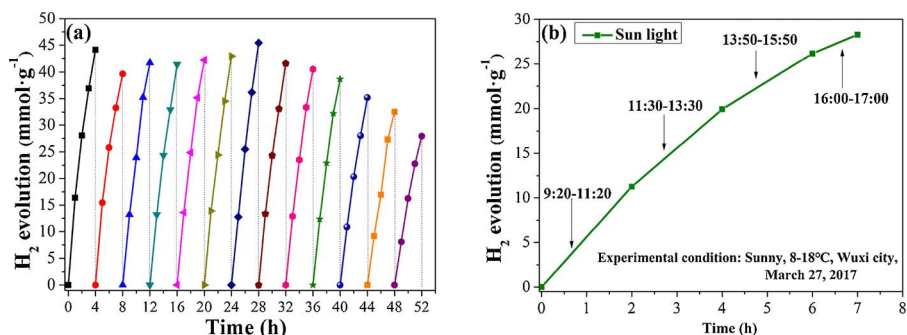 (a)
50
45
40
35
30
25
20
15
10
5
0
H₂ evolution (mmol·g⁻¹)
0 4 8 12 16 20 24 28 32 36 40 44 48 52
Time (h)
(b)
Sun light
30
25
20
15
10
5
0
H₂ evolution (mmol·g⁻¹)
13:50-15:50
16:00-17:00
11:30-13:30
9:20-11:20
Experimental condition: Sunny, 8-18°C, Wuxi city,
March 27, 2017
0 1 2 3 4 5 6 7 8
Time (h)